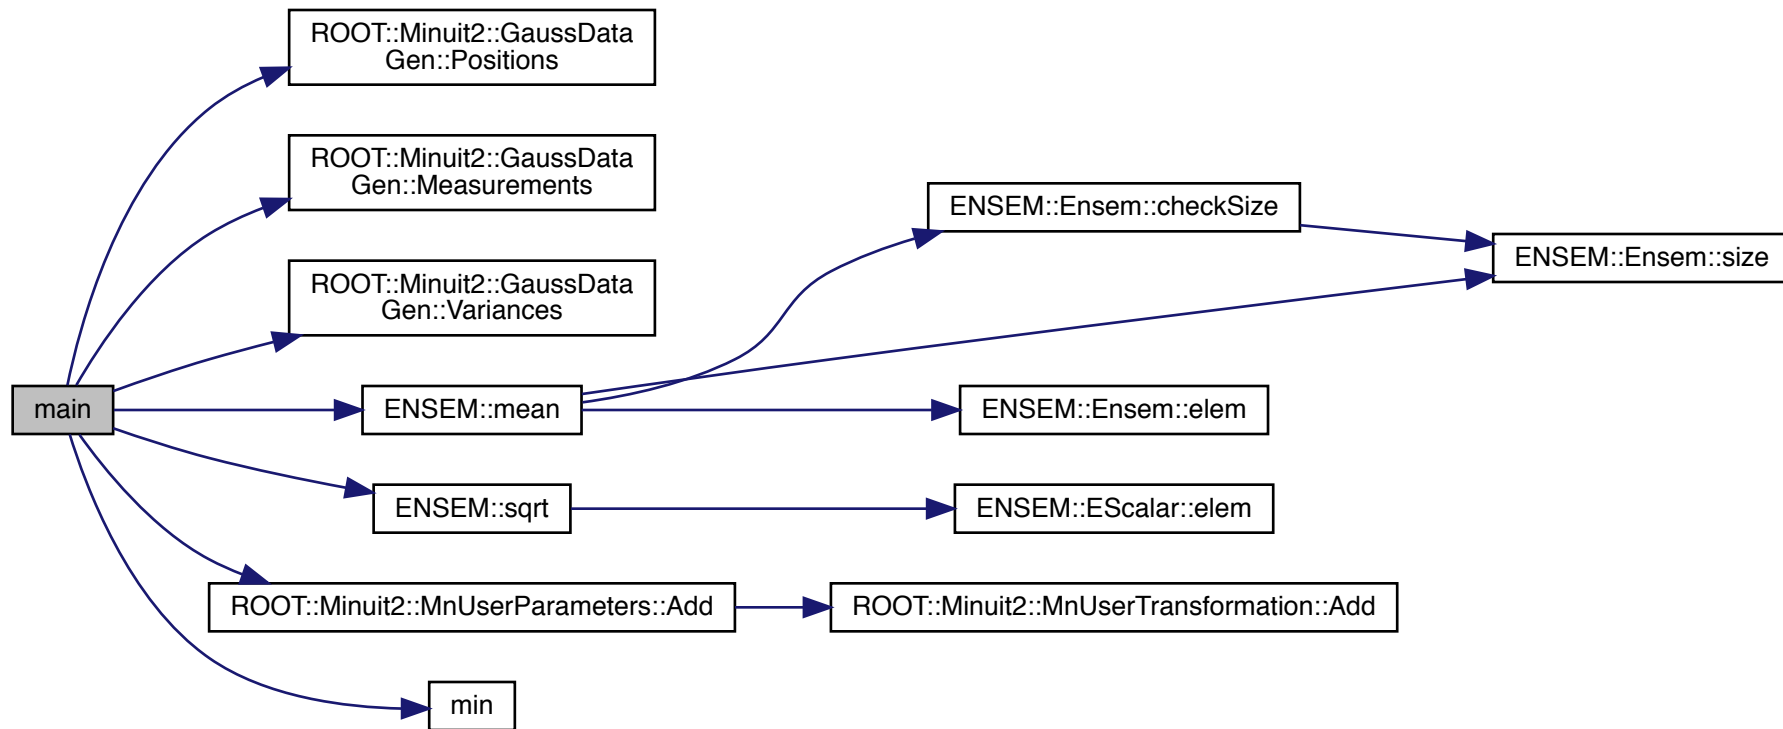 ROOT::Minuit2::GaussData
Gen::Positions
ROOT::Minuit2::GaussData
Gen::Measurements
ENSEM::Ensem::checkSize
ENSEM::Ensem::size
ROOT::Minuit2::GaussData
Gen::Variances
main
ENSEM::mean
ENSEM::Ensem::elem
ENSEM::sqrt
ENSEM::EScalar::elem
ROOT::Minuit2::MnUserParameters::Add
ROOT::Minuit2::MnUserTransformation::Add
min